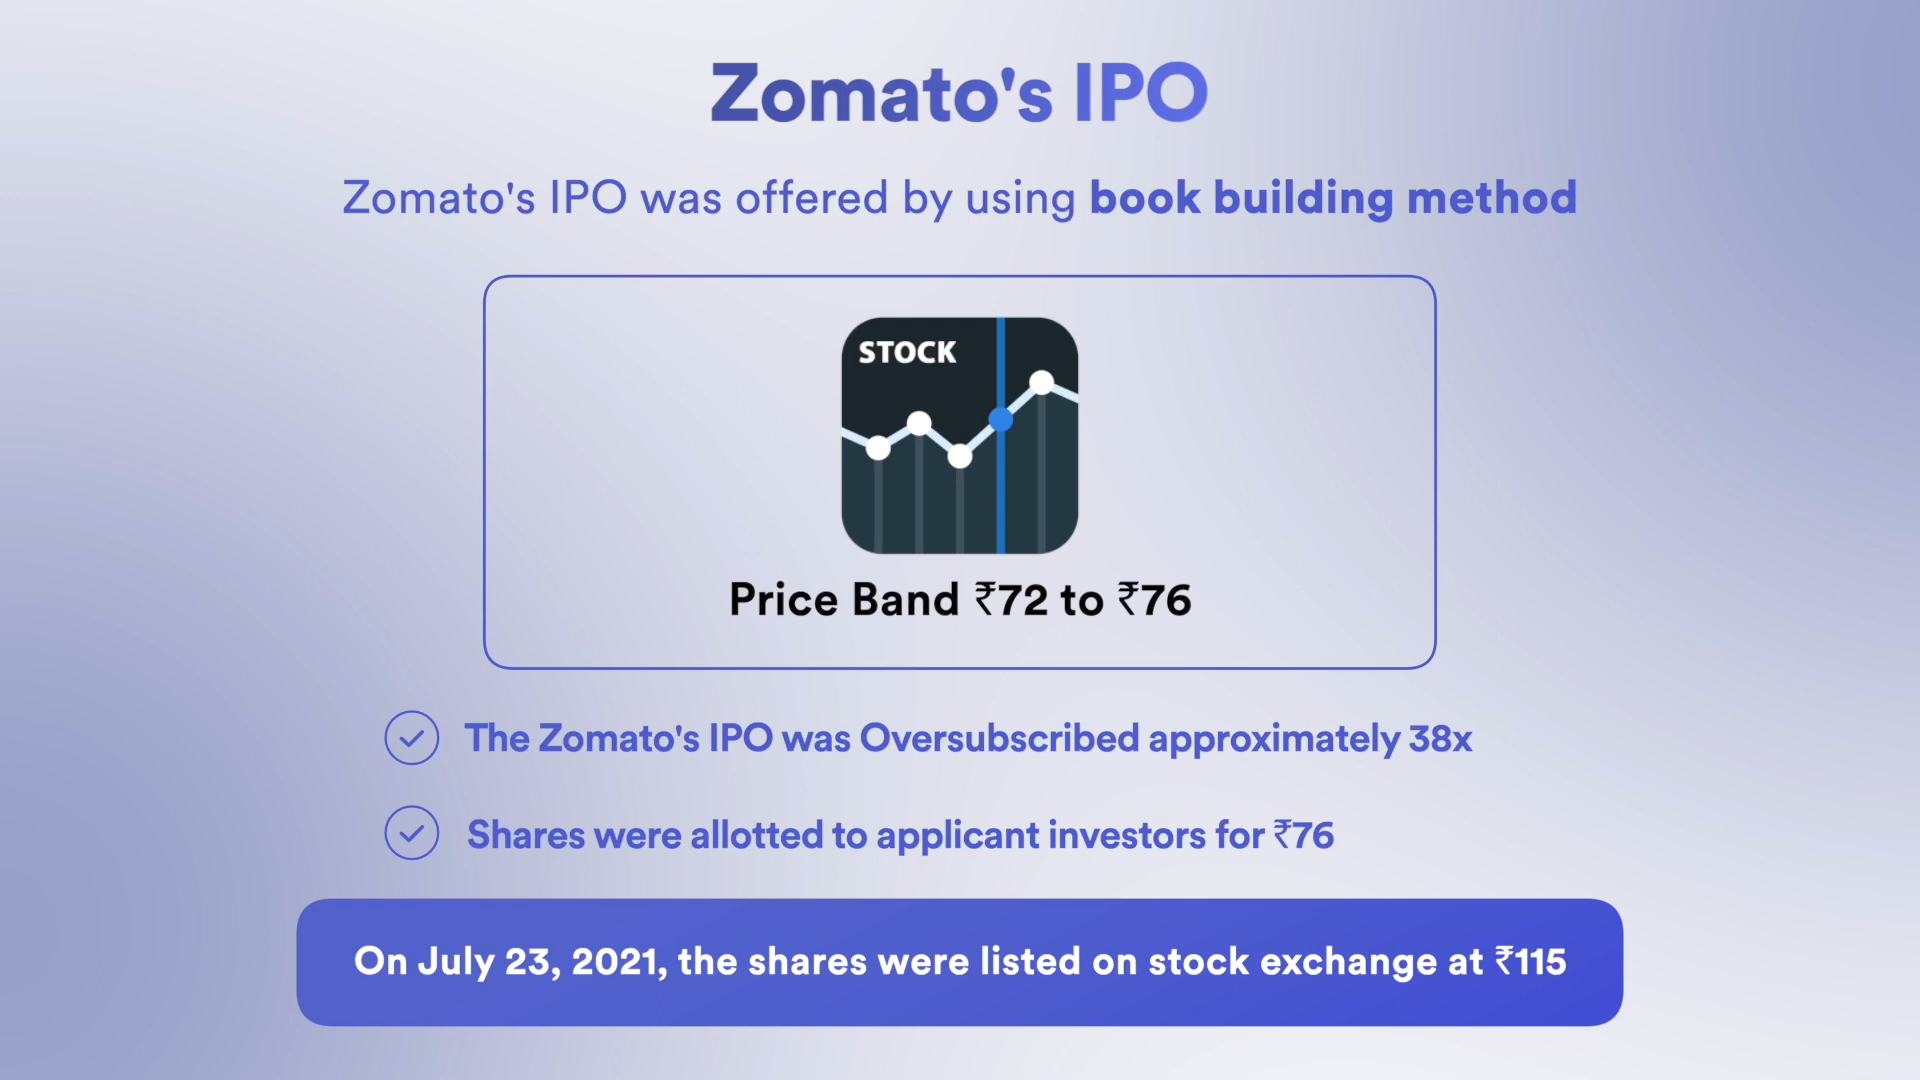 Zomato's IPO
Zomato's IPO was offered by using book building method
STOCK
Price Band ₹72 to ₹76
The Zomato's IPO was Oversubscribed approximately 38x
Shares were allotted to applicant investors for ₹76
On July 23, 2021, the shares were listed on stock exchange at ₹115